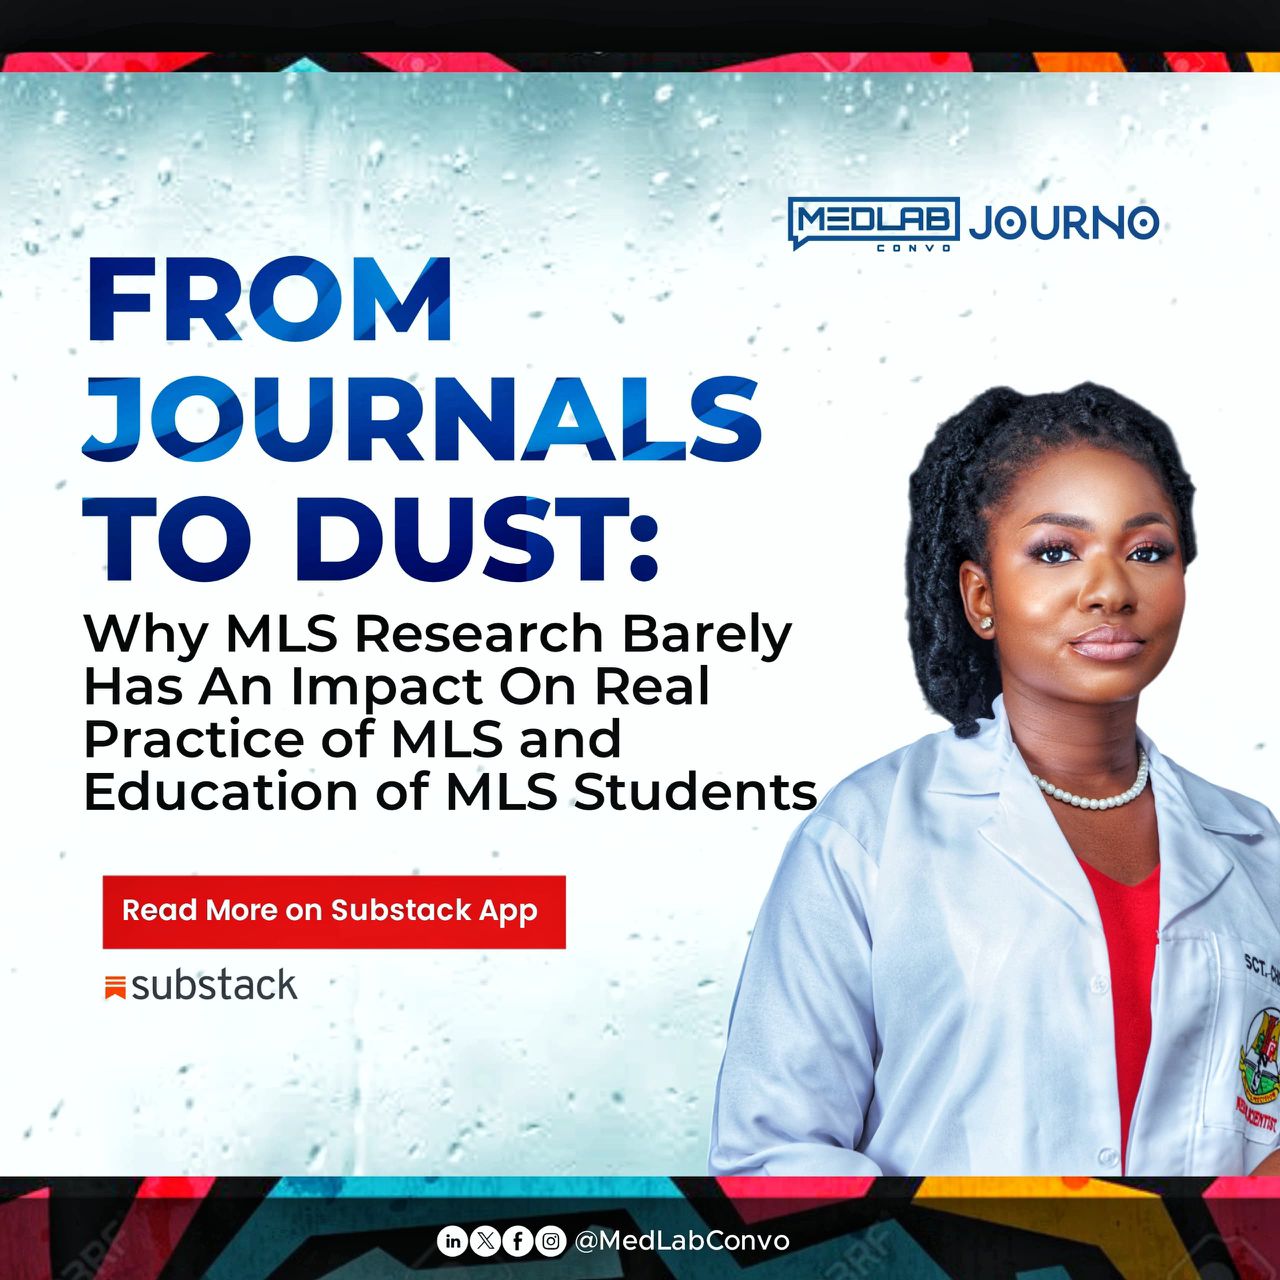 MEDLAB JOURNO
CONVO
FROM
JOURNALS
TO DUST:
Why MLS Research Barely
Has An Impact On Real
Practice of MLS and
Education of MLS Students
Read More on Substack App
substack
SCT.
@MedLabConvo